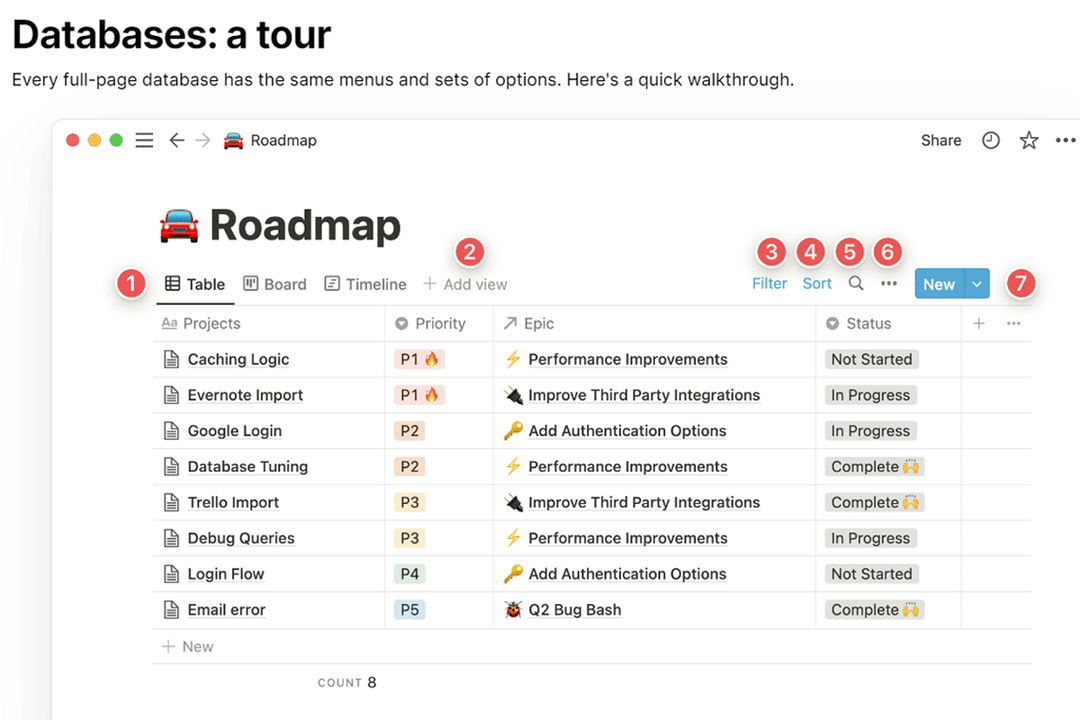 Databases: a tour
Every full-page database has the same menus and sets of options. Here's a quick walkthrough.
🚘 Roadmap Share
🚘 Roadmap
2 3 4 5 6
1 Table Board Timeline + Add view Filter Sort ••• New 7
Aa Projects Priority Epic Status + •••
Caching Logic P1 🔥 ⚡ Performance Improvements Not Started
Evernote Import P1 🔥 🔌 Improve Third Party Integrations In Progress
Google Login P2 🔑 Add Authentication Options In Progress
Database Tuning P2 ⚡ Performance Improvements Complete 🙌
Trello Import P3 🔌 Improve Third Party Integrations Complete 🙌
Debug Queries P3 ⚡ Performance Improvements In Progress
Login Flow P4 🔑 Add Authentication Options Not Started
Email error P5 🐞 Q2 Bug Bash Complete 🙌
+ New
COUNT 8